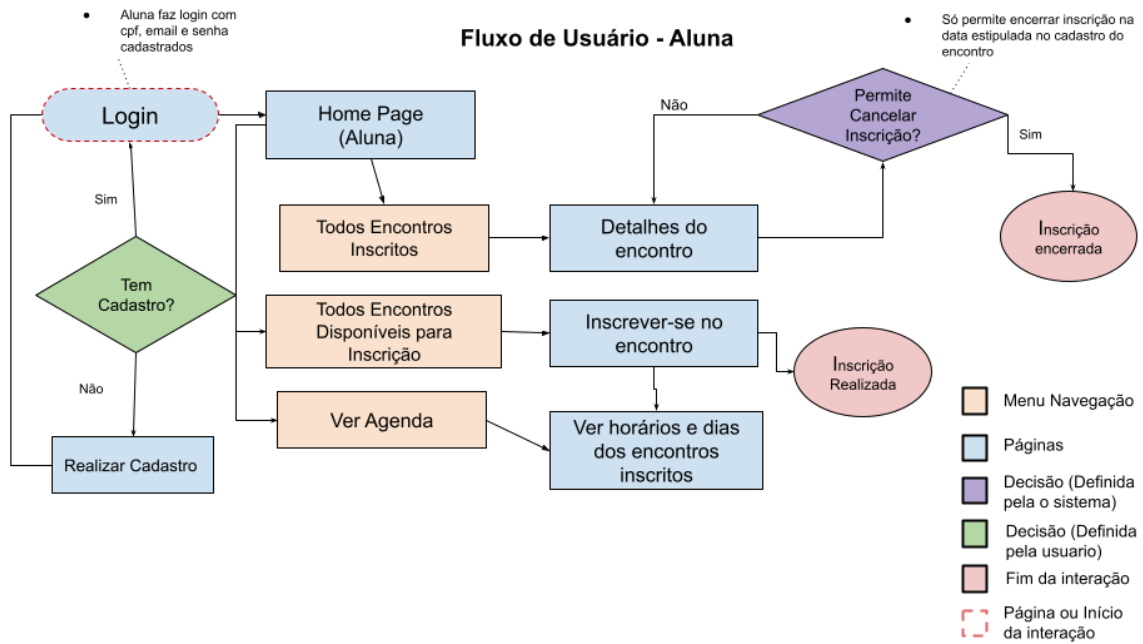 Aluna faz login com
cpf, email e senha
cadastrados
Fluxo de Usuário - Aluna
Só permite encerrar inscrição na
data estipulada no cadastro do
encontro
Login
Home Page
(Aluna)
Não
Permite
Cancelar
Inscrição?
Sim
Sim
Todos Encontros
Inscritos
Detalhes do
encontro
Inscrição
encerrada
Tem
Cadastro?
Todos Encontros
Disponíveis para
Inscrição
Inscrever-se no
encontro
Inscrição
Realizada
Não
Ver Agenda
Ver horários e dias
dos encontros
inscritos
Realizar Cadastro
Menu Navegação
Páginas
Decisão (Definida
pela o sistema)
Decisão (Definida
pela usuario)
Fim da interação
Página ou Início
da interação